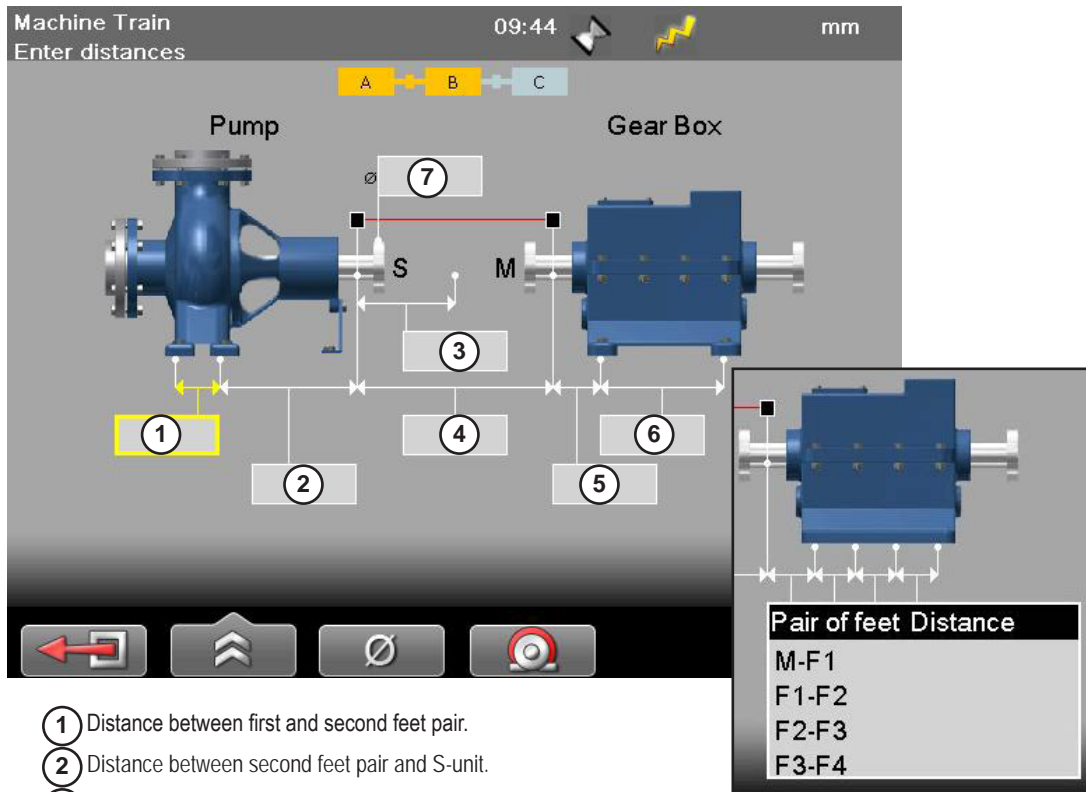 Machine Train
Enter distances
09:44
mm
A B C
Pump
Gear Box
Ø 7
S M
3
1
4
6
2
5
Pair of feet Distance
M-F1
F1-F2
F2-F3
F3-F4
Ø
1 Distance between first and second feet pair.
2 Distance between second feet pair and S-unit.